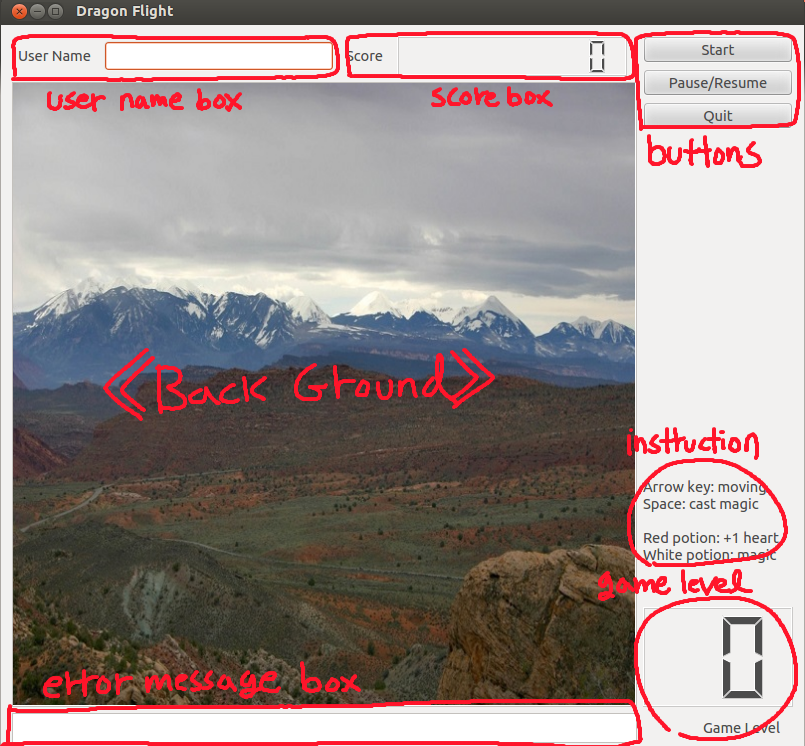 Dragon Flight
User Name
Score
0
Start
Pause/Resume
Quit
user name box
score box
buttons
<< Back Ground >>
instruction
Arrow key: moving
Space: cast magic
Red potion: +1 heart
White potion: magic
game level
0
Game Level
error message box